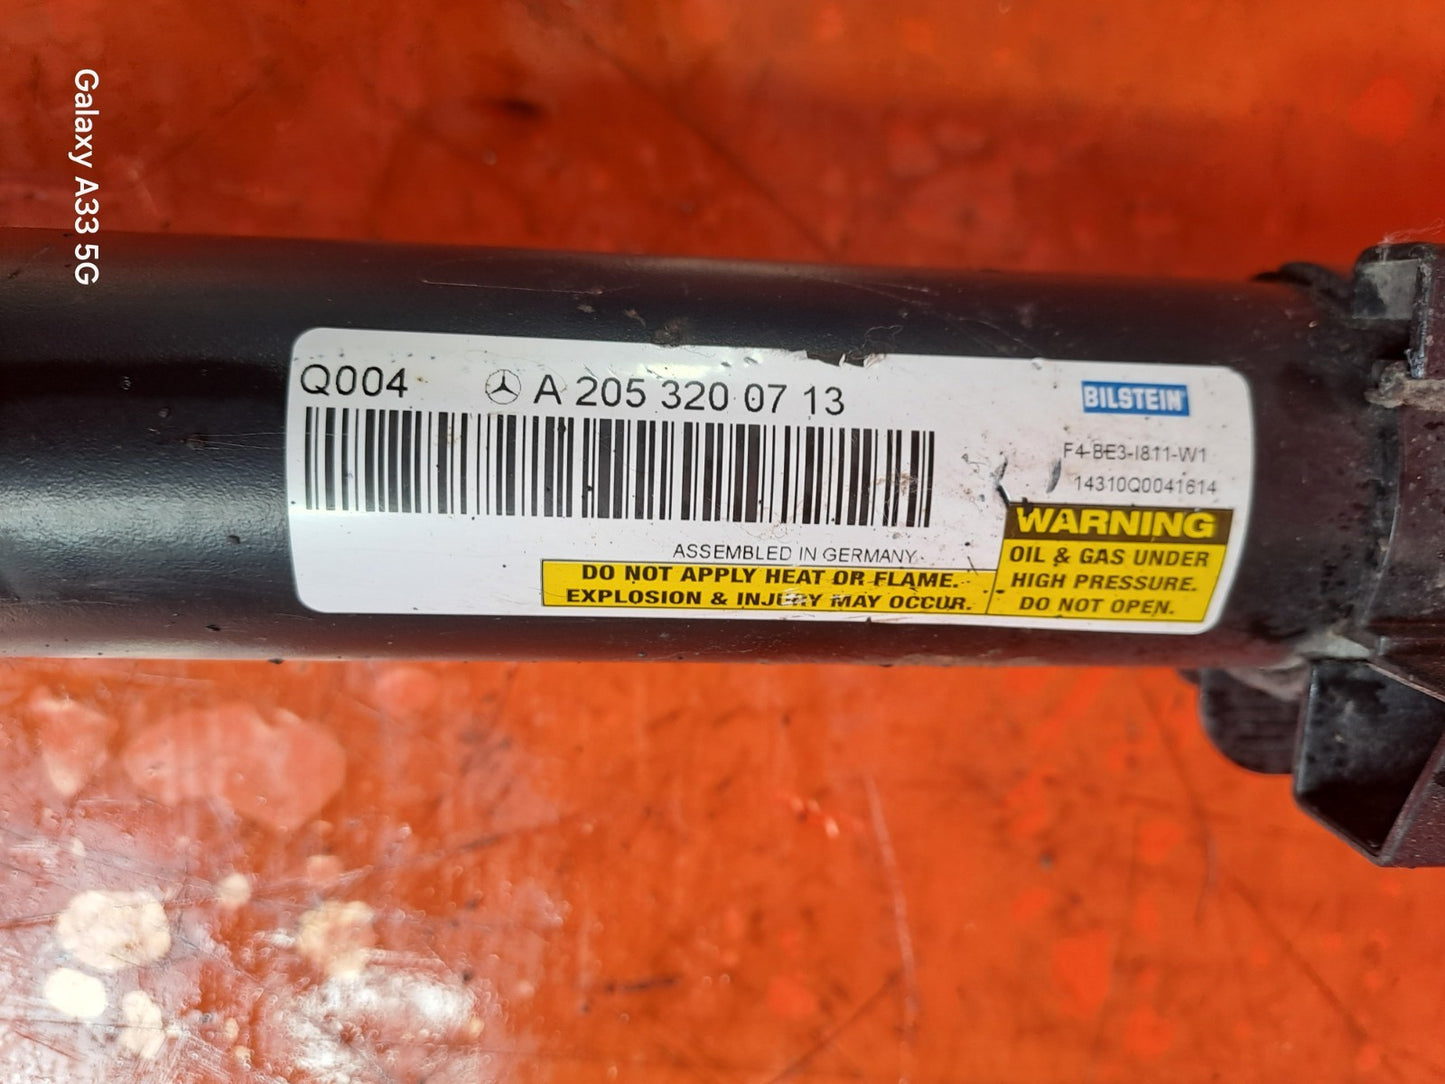 Galaxy A33 5G
Q004 A 205 320 07 13
BILSTEIN
F4-BE3-I811-W1
14310Q0041614
WARNING
OIL & GAS UNDER
HIGH PRESSURE.
DO NOT OPEN.
ASSEMBLED IN GERMANY
DO NOT APPLY HEAT OR FLAME.
EXPLOSION & INJURY MAY OCCUR.